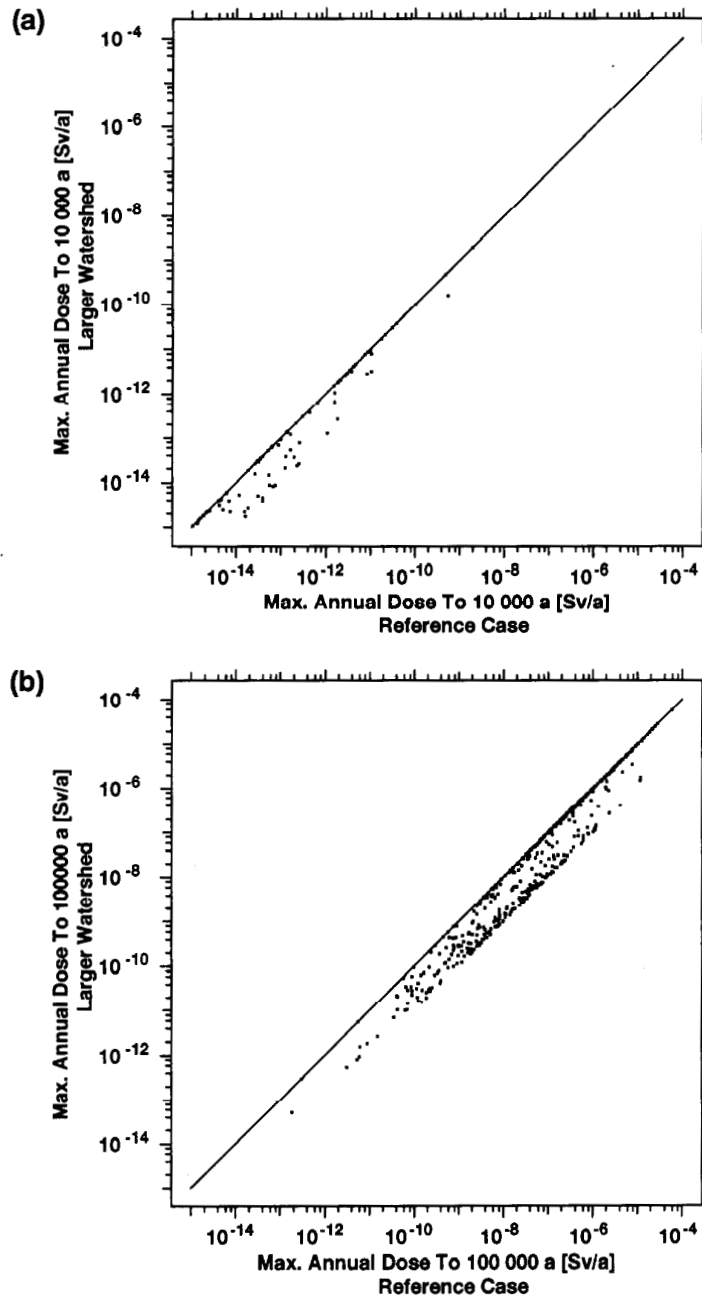 (a)
10^-4
10^-6
10^-8
10^-10
10^-12
10^-14
Max. Annual Dose To 10 000 a [Sv/a]
Larger Watershed
10^-14 10^-12 10^-10 10^-8 10^-6 10^-4
Max. Annual Dose To 10 000 a [Sv/a]
Reference Case
(b)
10^-4
10^-6
10^-8
10^-10
10^-12
10^-14
Max. Annual Dose To 100000 a [Sv/a]
Larger Watershed
10^-14 10^-12 10^-10 10^-8 10^-6 10^-4
Max. Annual Dose To 100 000 a [Sv/a]
Reference Case